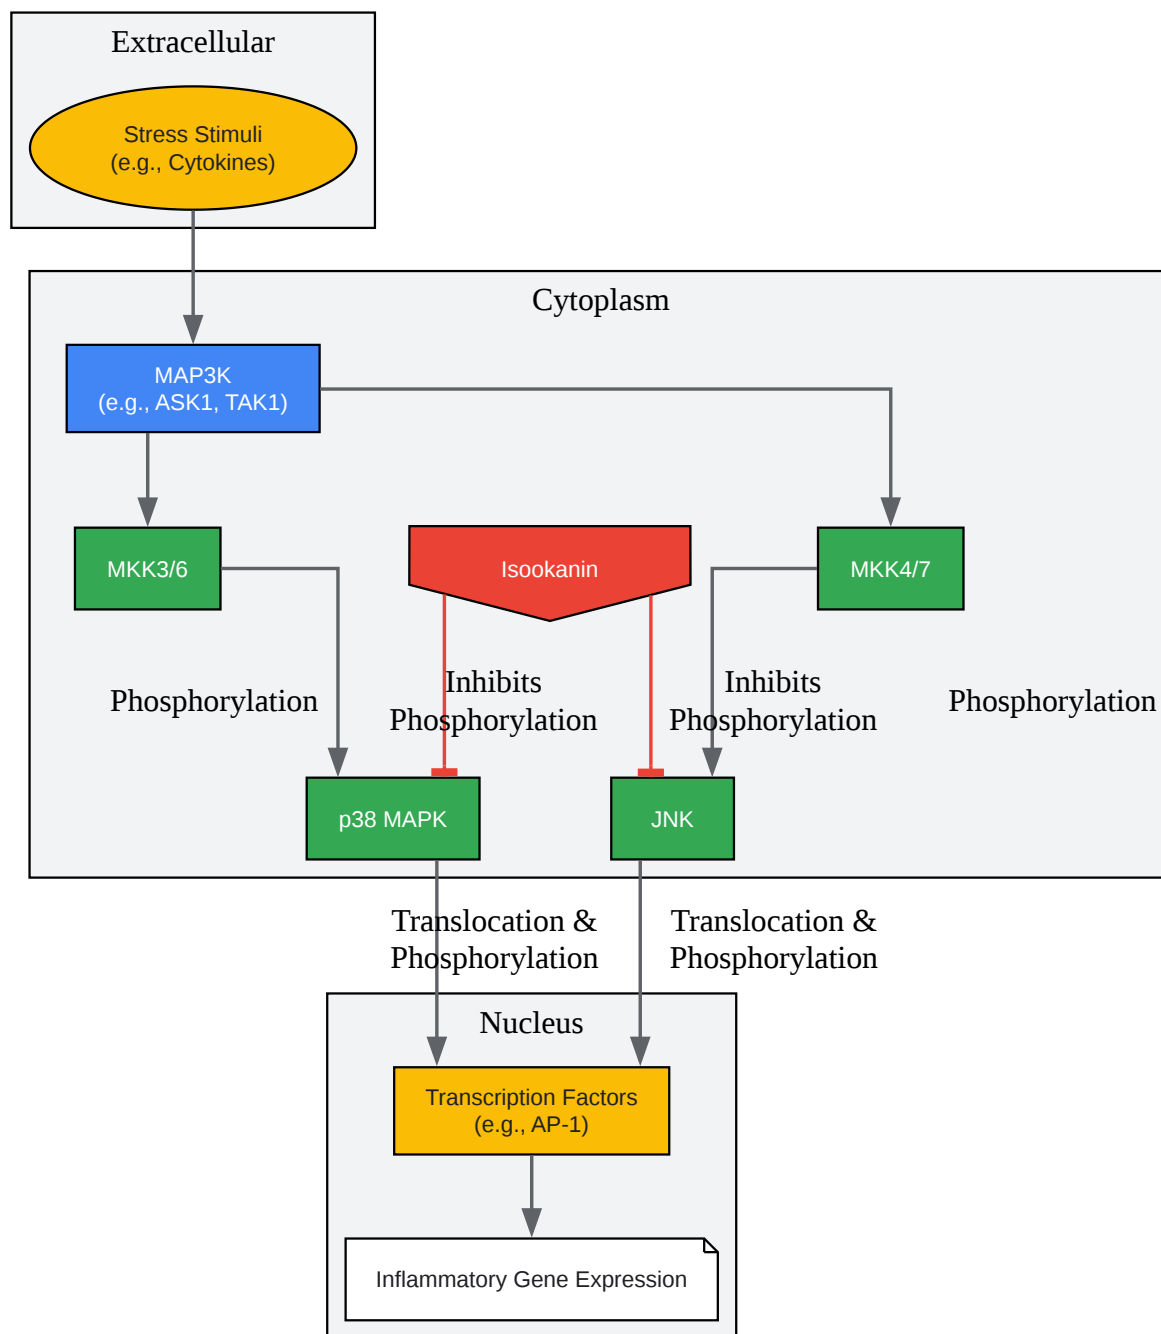 Extracellular
Stress Stimuli
(e.g., Cytokines)
Cytoplasm
MAP3K
(e.g., ASK1, TAK1)
MKK3/6
Isookanin
MKK4/7
Phosphorylation
Inhibits
Phosphorylation
Inhibits
Phosphorylation
Phosphorylation
p38 MAPK
JNK
Translocation &
Phosphorylation
Translocation &
Phosphorylation
Nucleus
Transcription Factors
(e.g., AP-1)
Inflammatory Gene Expression